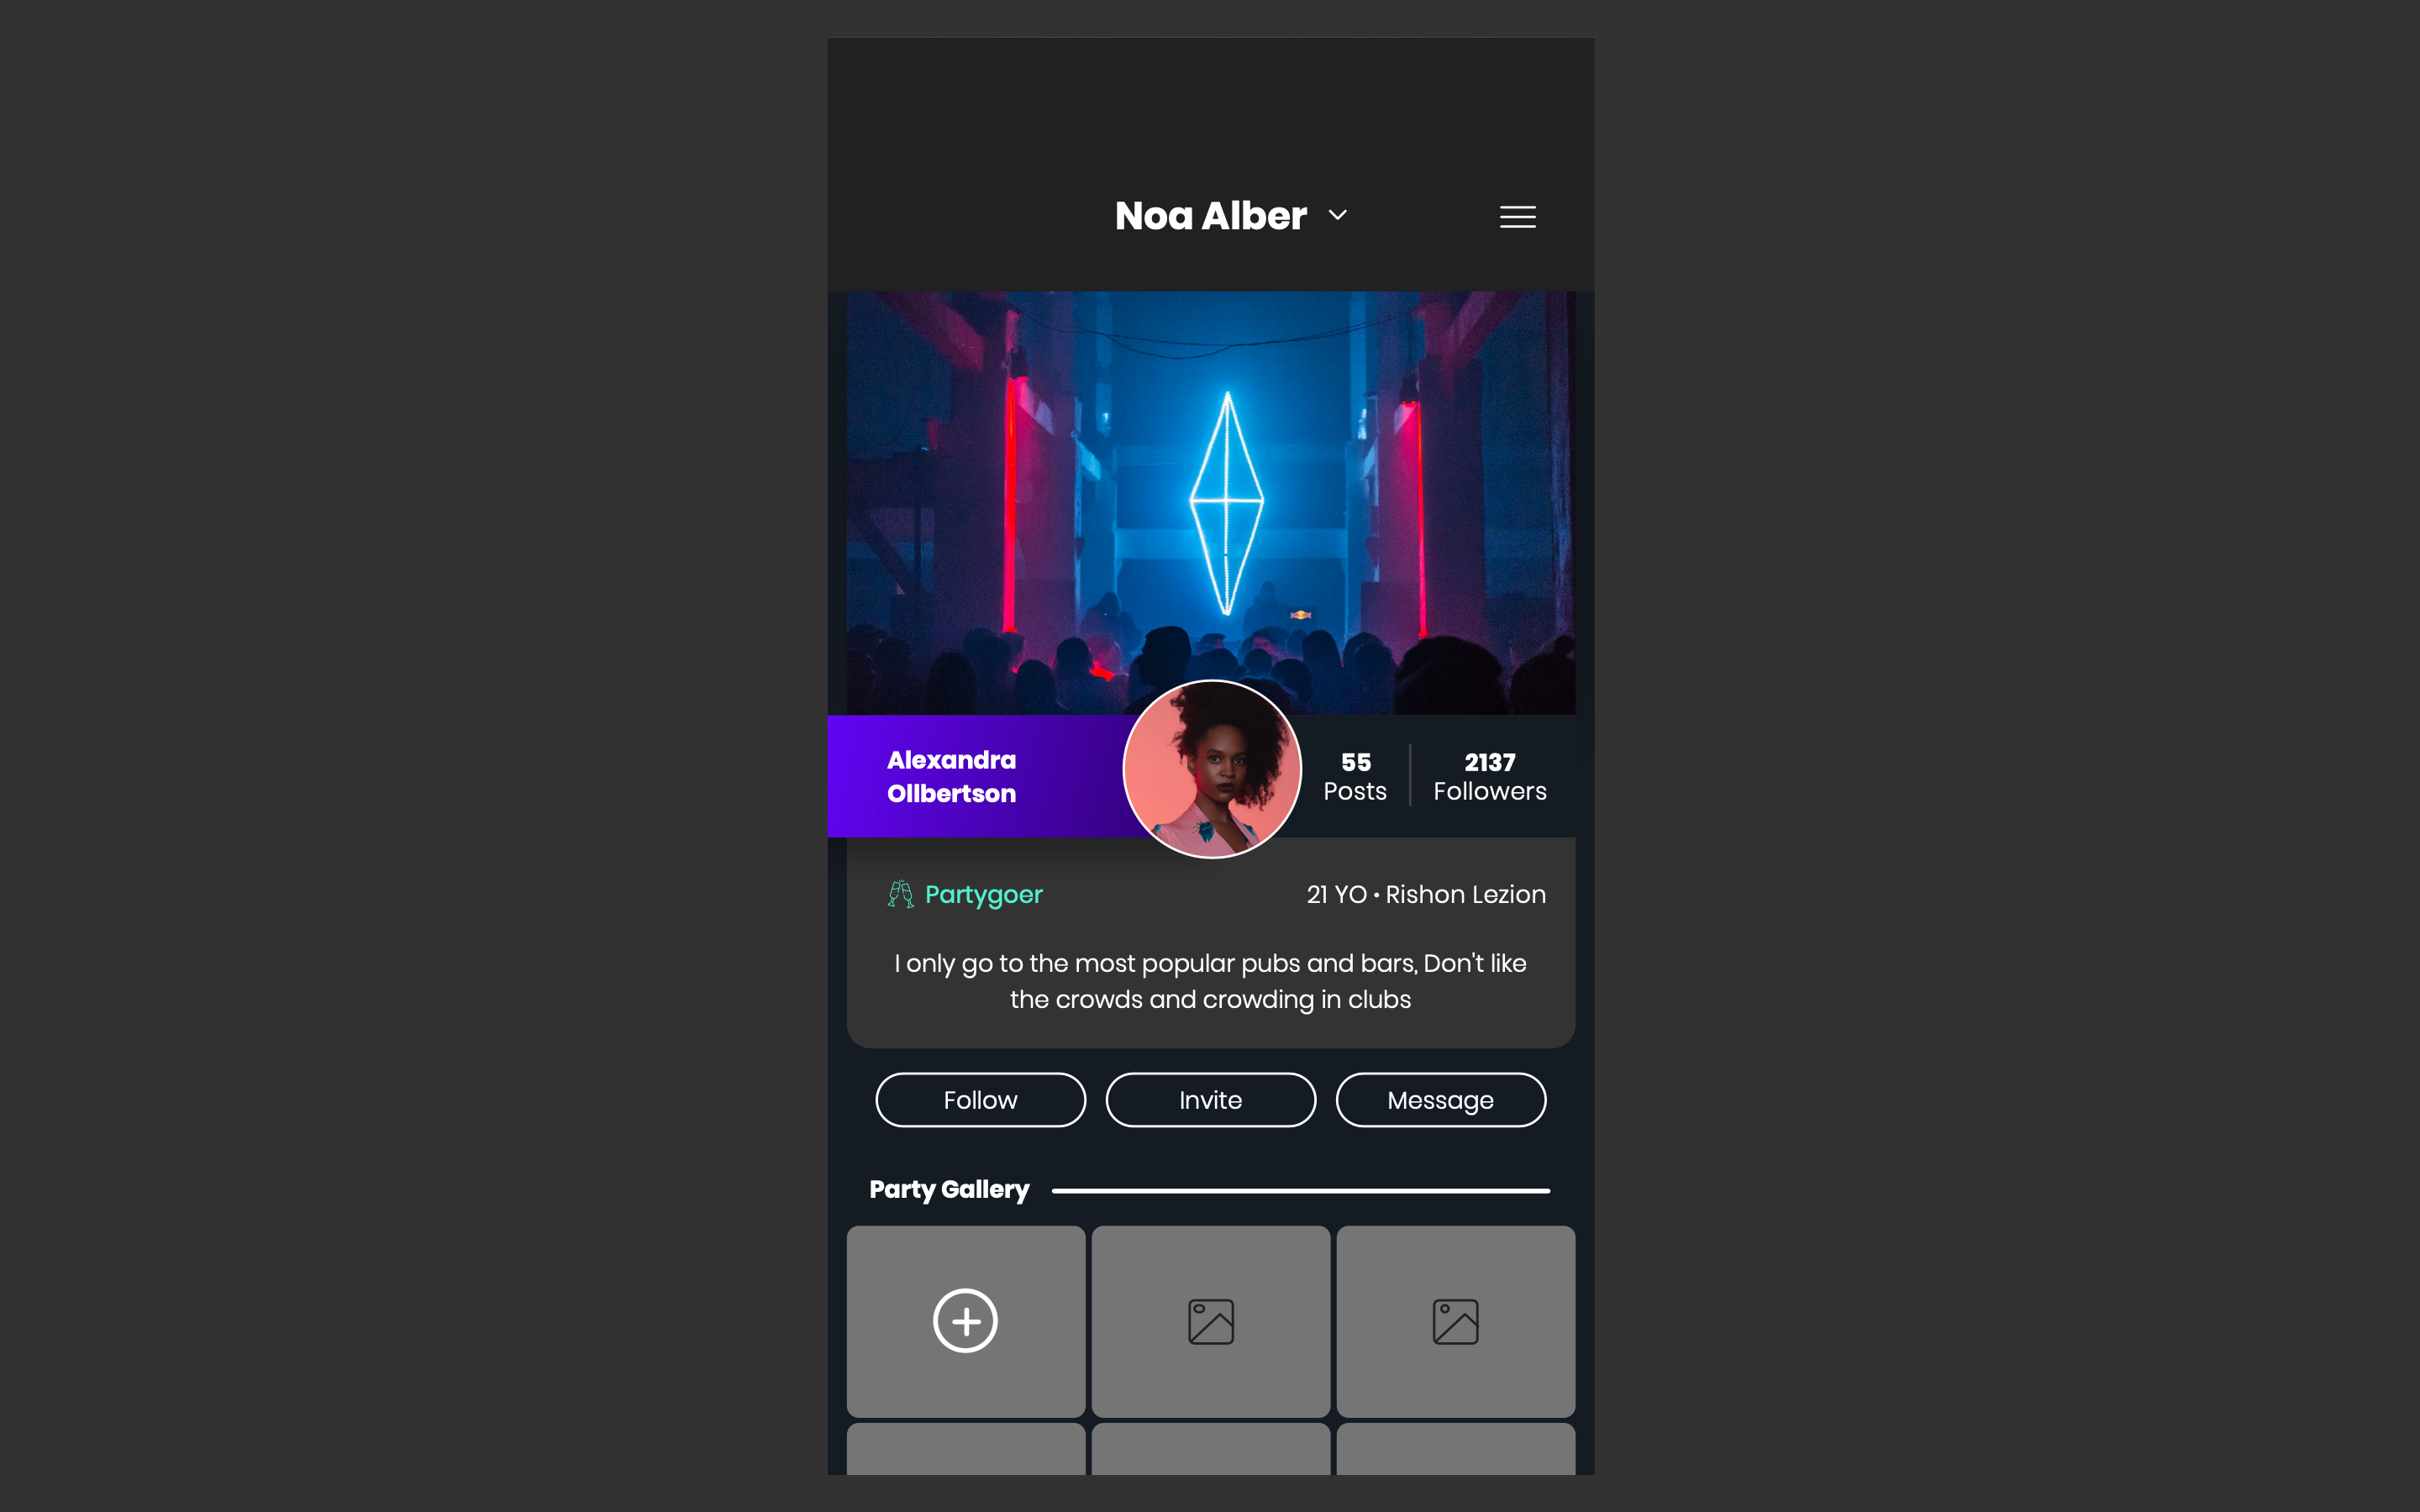 Noa Alber
Alexandra
Ollbertson
55
Posts
2137
Followers
Partygoer
21 YO • Rishon Lezion
I only go to the most popular pubs and bars, Don't like
the crowds and crowding in clubs
Follow
Invite
Message
Party Gallery